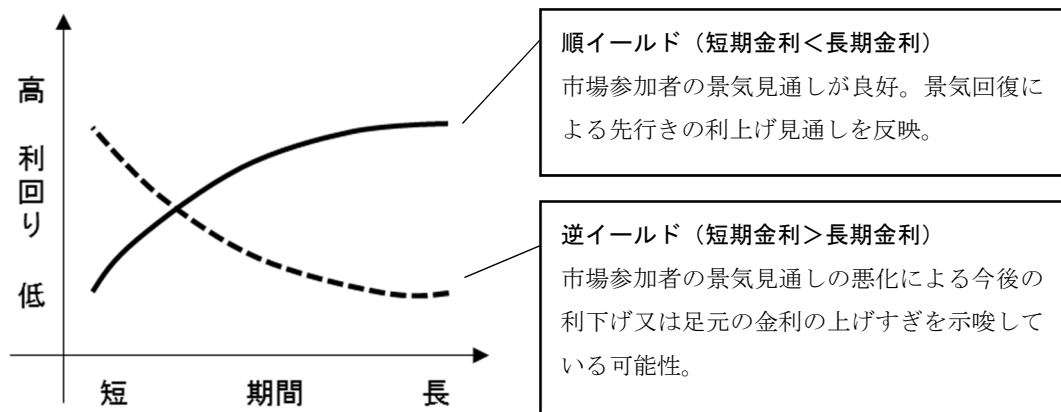 高
利
回
り
低
短
期間
長
順イールド（短期金利＜長期金利）
市場参加者の景気見通しが良好。景気回復に
よる先行きの利上げ見通しを反映。
逆イールド（短期金利＞長期金利）
市場参加者の景気見通しの悪化による今後の
利下げ又は足元の金利の上げすぎを示唆して
いる可能性。